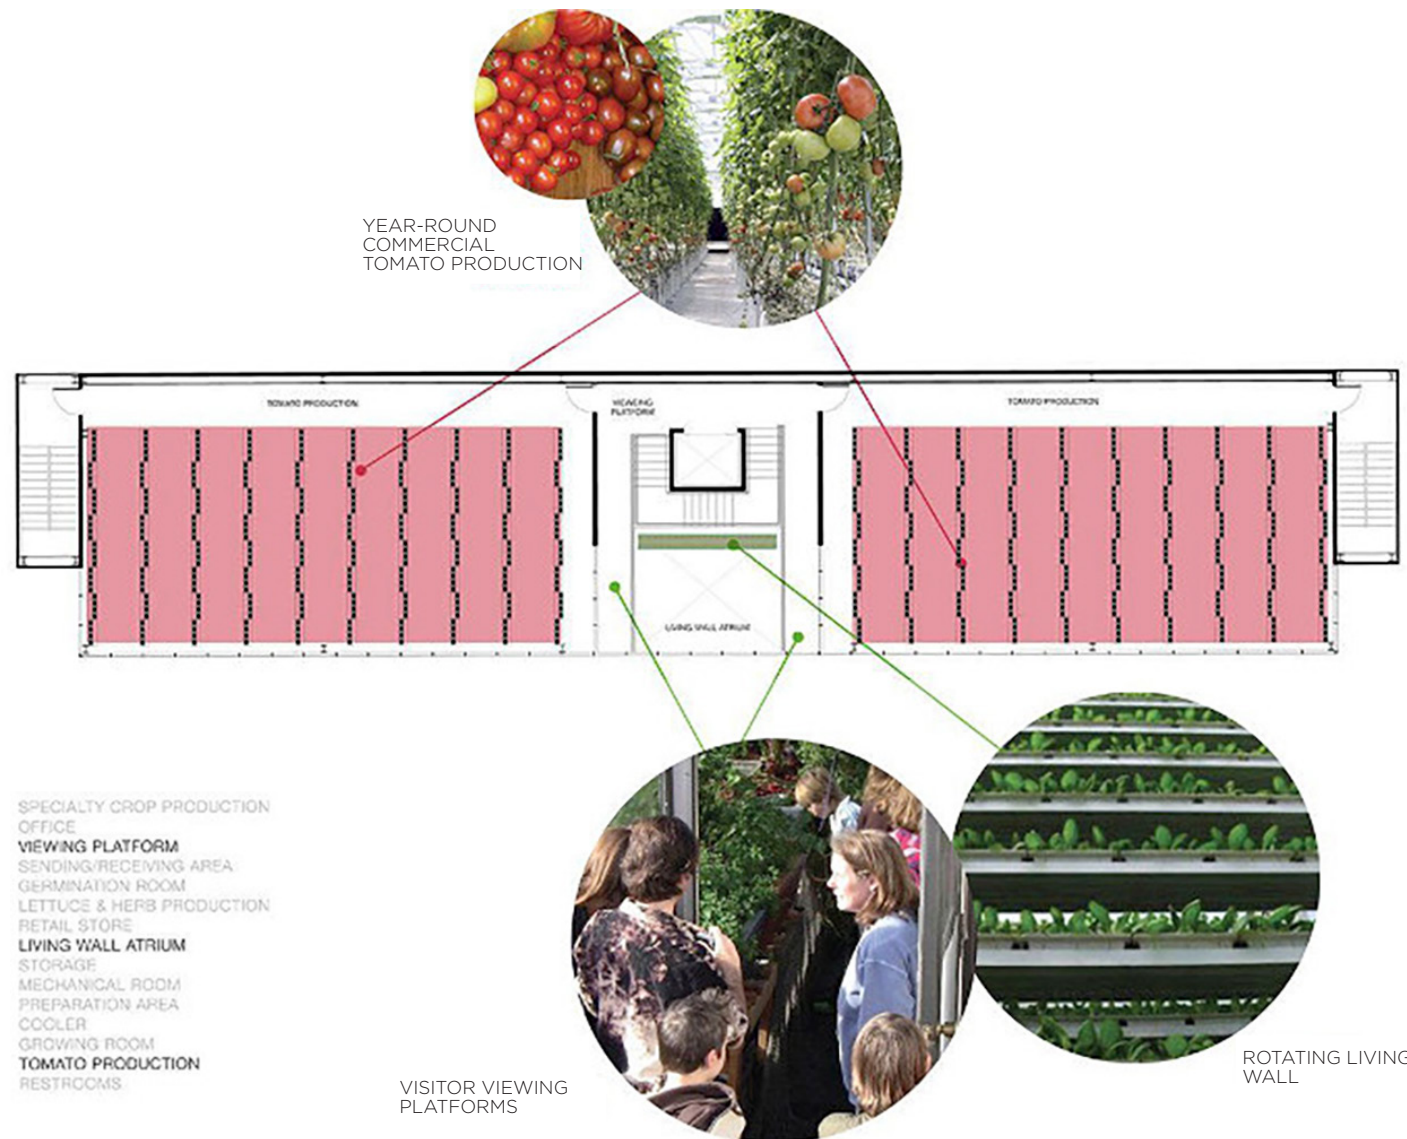 YEAR-ROUND
COMMERCIAL
TOMATO PRODUCTION
TOMATO PRODUCTION
VIEWING
PLATFORM
TOMATO PRODUCTION
LIVING WALL ATRIUM
SPECIALTY CROP PRODUCTION
OFFICE
VIEWING PLATFORM
SENDING/RECEIVING AREA
GERMINATION ROOM
LETTUCE & HERB PRODUCTION
RETAIL STORE
LIVING WALL ATRIUM
STORAGE
MECHANICAL ROOM
PREPARATION AREA
COOLER
GROWING ROOM
TOMATO PRODUCTION
RESTROOMS
VISITOR VIEWING
PLATFORMS
ROTATING LIVING
WALL